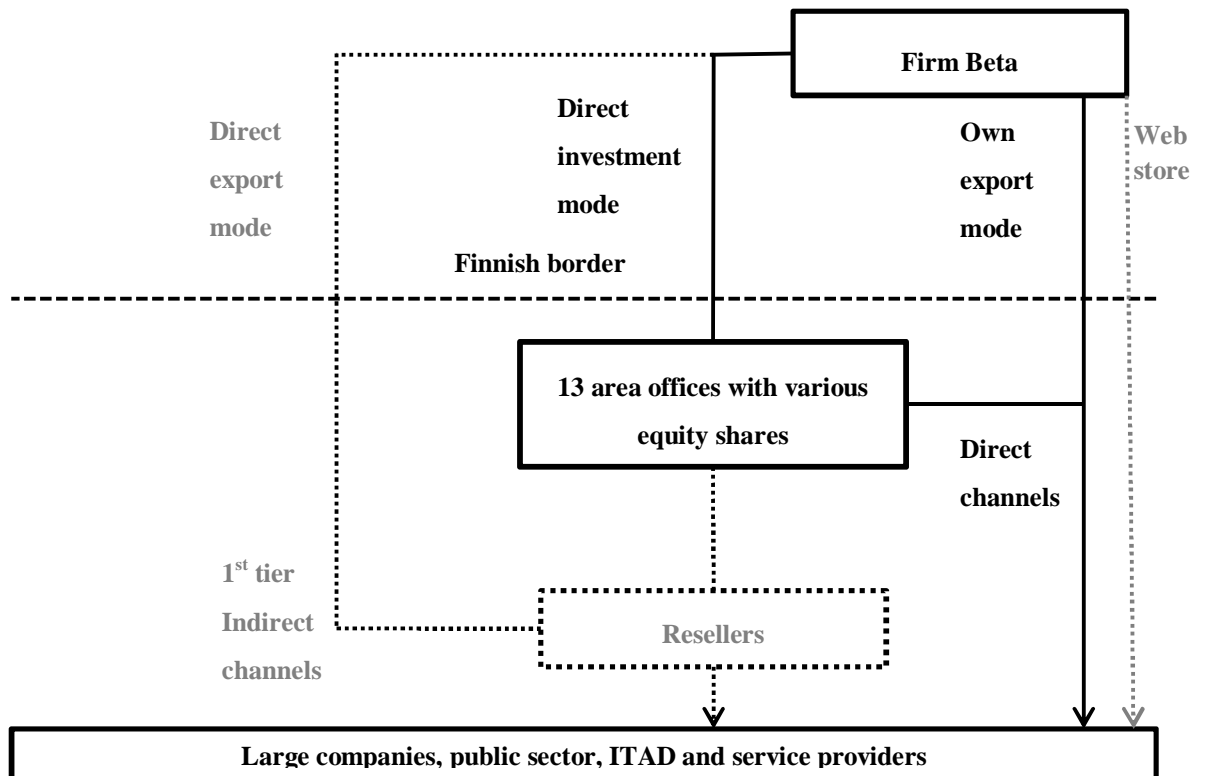 Firm Beta
Direct
export
mode
Direct
investment
mode
Own
export
mode
Web
store
Finnish border
13 area offices with various
equity shares
Direct
channels
1st tier
Indirect
channels
Resellers
Large companies, public sector, ITAD and service providers